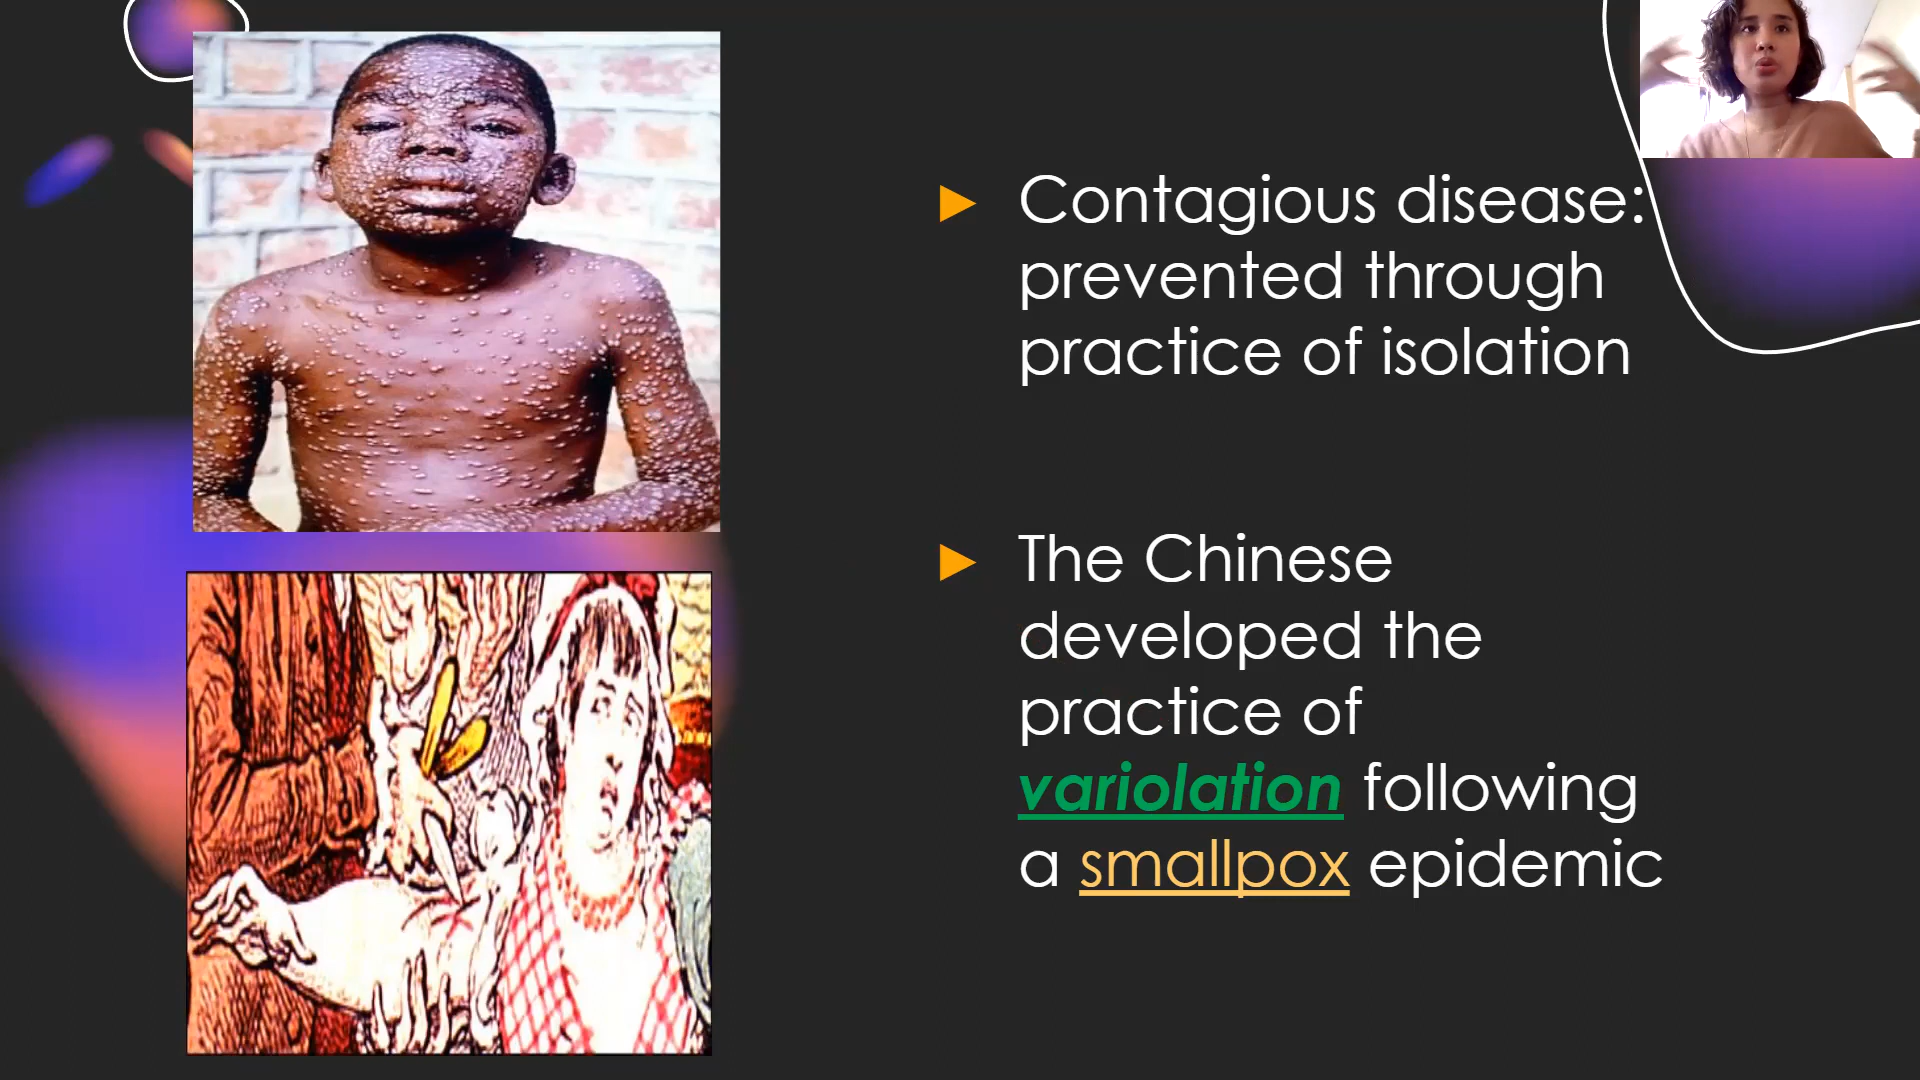 Contagious disease:
prevented through
practice of isolation
The Chinese
developed the
practice of
variolation following
a smallpox epidemic